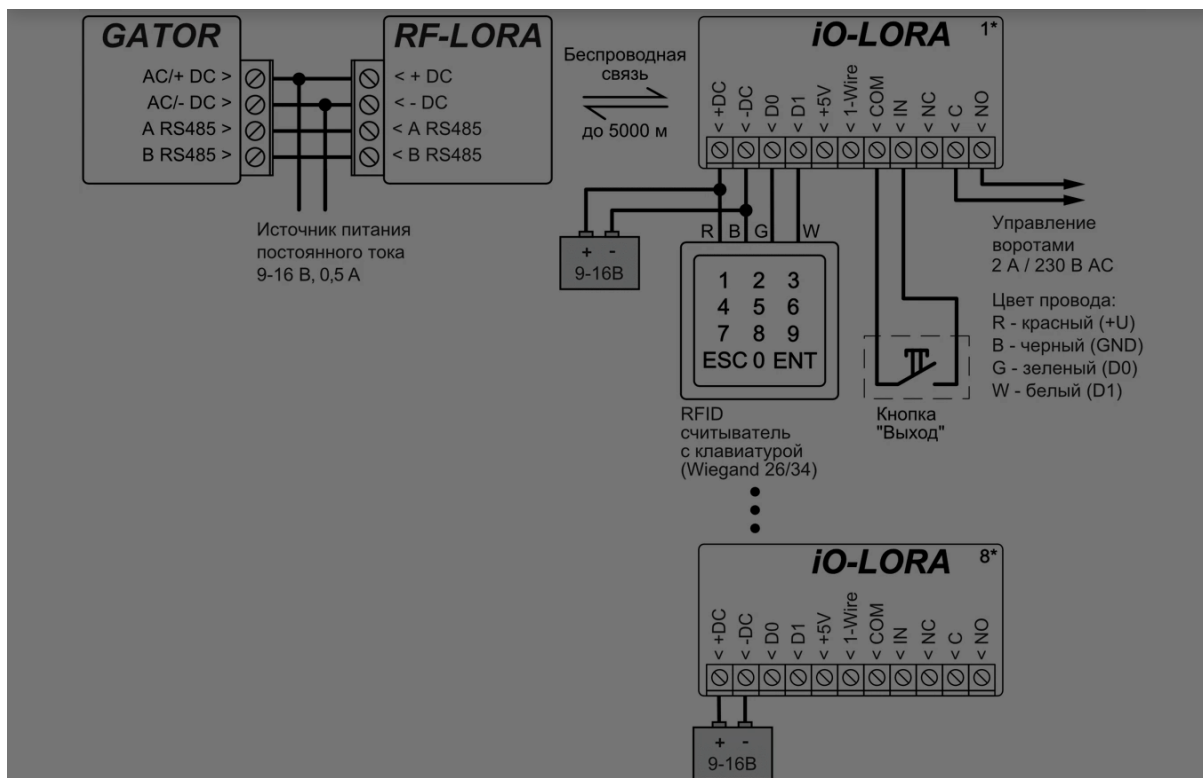 GATOR
AC/+ DC >
AC/- DC >
A RS485 >
B RS485 >
RF-LORA
< + DC
< - DC
< A RS485
< B RS485
Источник питания
постоянного тока
9-16 В, 0,5 А
Беспроводная
связь
до 5000 м
iO-LORA 1*
< +DC
< -DC
< D0
< D1
< +5V
< 1-Wire
< COM
< IN
< NC
< C
< NO
+ -
9-16В
R B G W
1 2 3
4 5 6
7 8 9
ESC 0 ENT
RFID
считыватель
с клавиатурой
(Wiegand 26/34)
Кнопка
"Выход"
Управление
воротами
2 А / 230 В АС
Цвет провода:
R - красный (+U)
B - черный (GND)
G - зеленый (D0)
W - белый (D1)
iO-LORA 8*
< +DC
< -DC
< D0
< D1
< +5V
< 1-Wire
< COM
< IN
< NC
< C
< NO
+ -
9-16В